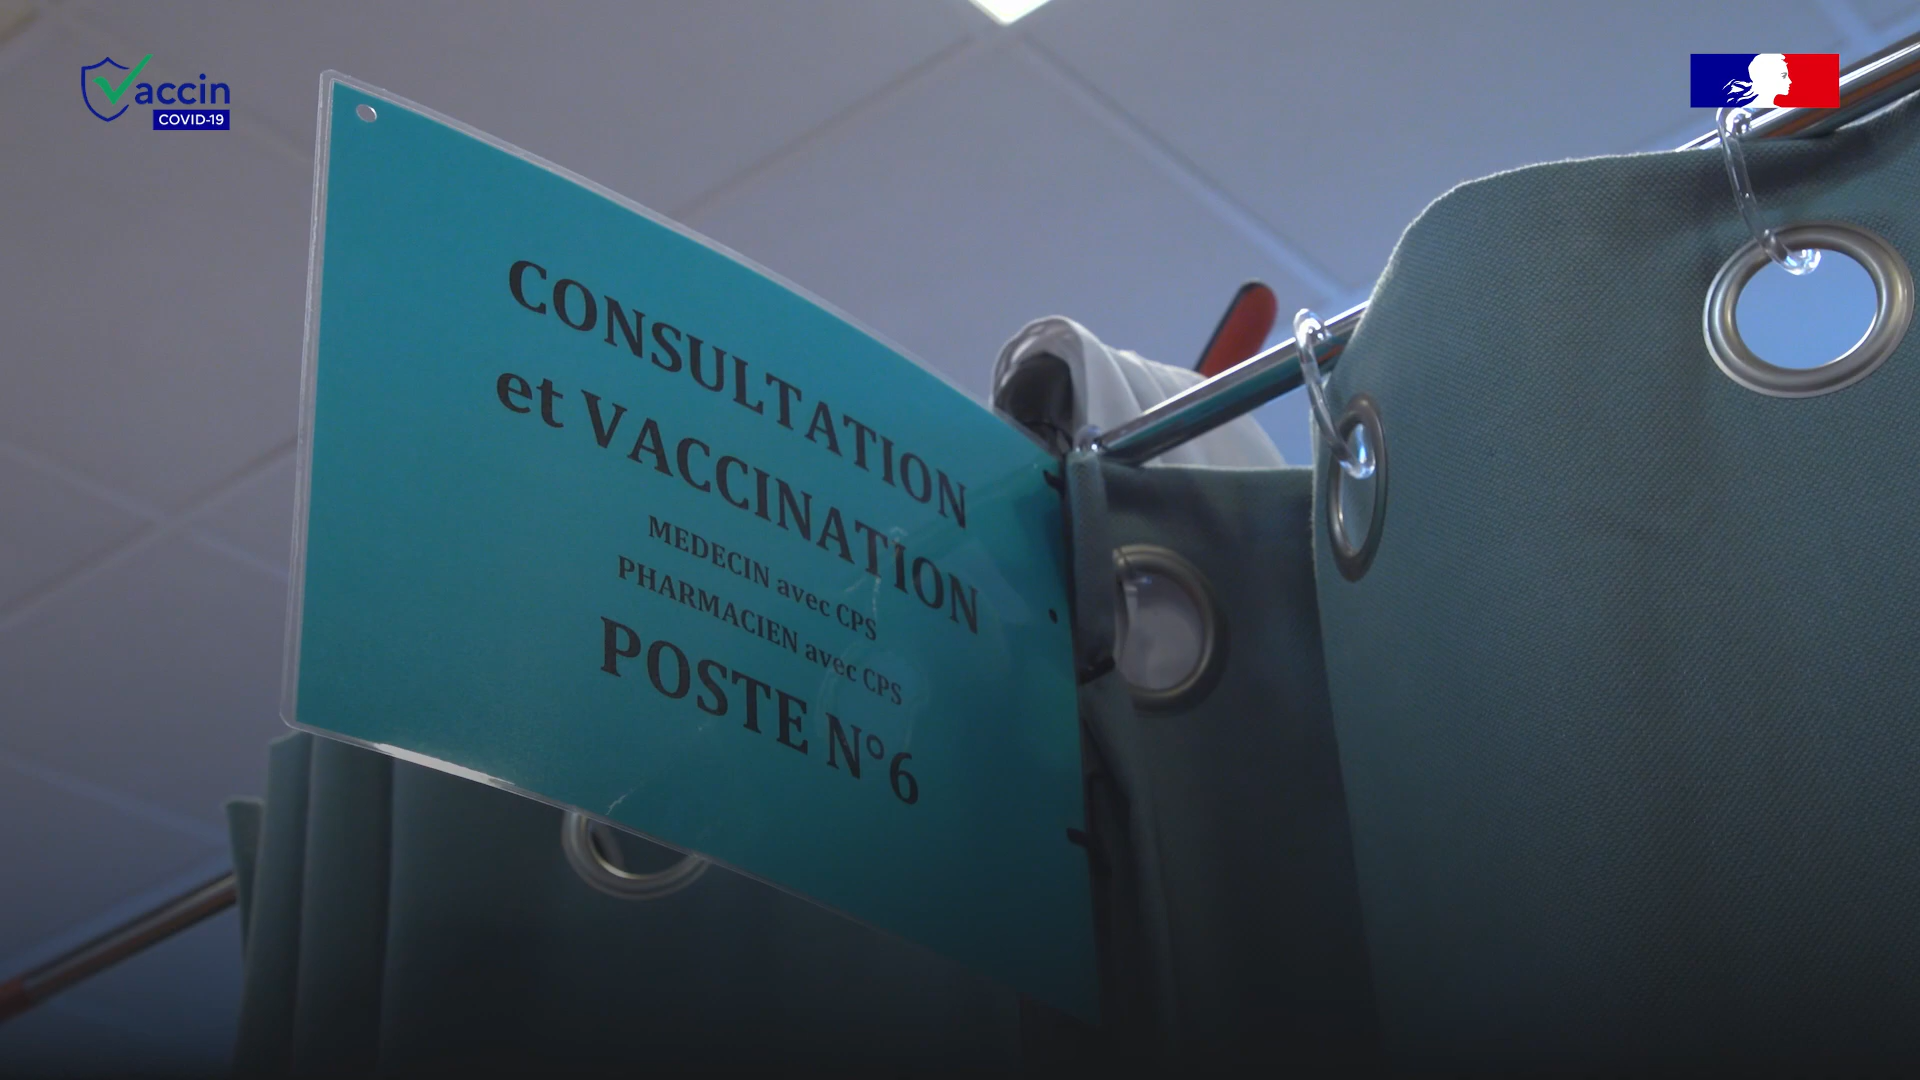 Vaccin
COVID-19
CONSULTATION
et VACCINATION
MEDECIN avec CPS
PHARMACIEN avec CPS
POSTE N°6